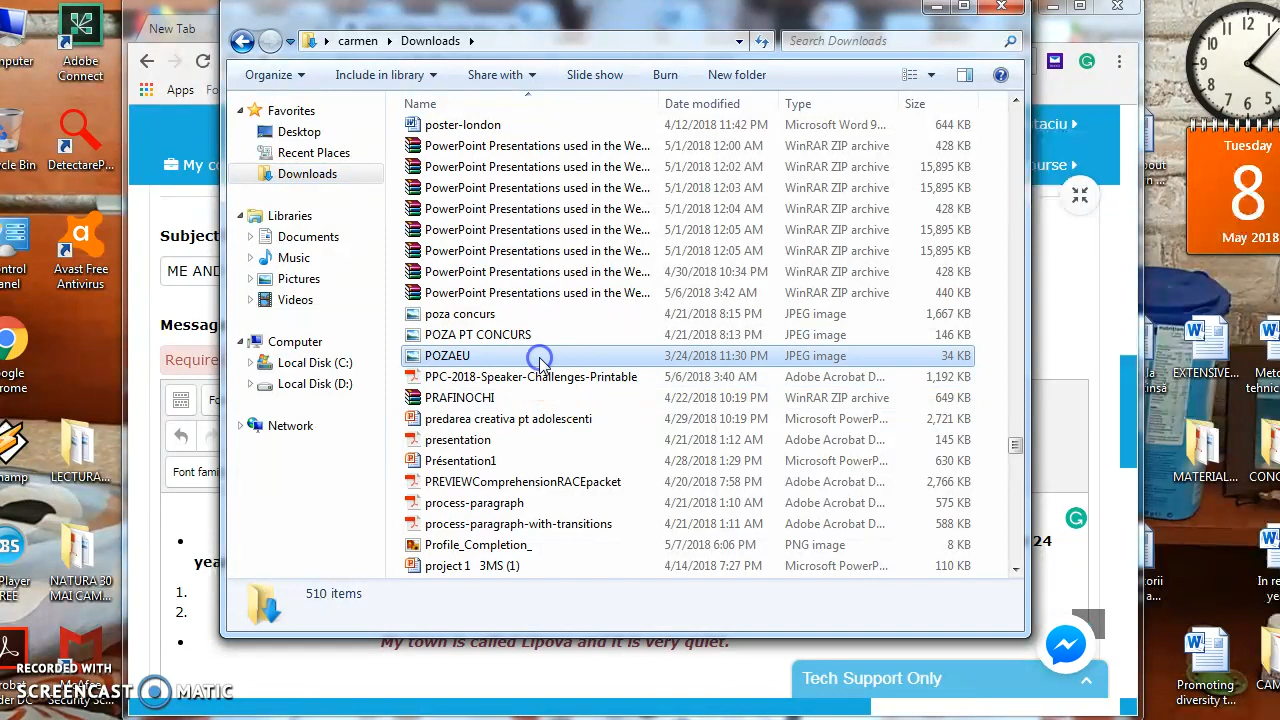 New Tab
Adobe
Connect
carmen
Downloads
Search Downloads
Organize
Include in library
Share with
Slide show
Burn
New folder
Apps
Favorites
Desktop
Recent Places
Downloads
Libraries
Documents
Music
Pictures
Videos
Computer
Local Disk (C:)
Local Disk (D:)
Network
Name
Date modified
Type
Size
poster-london 4/12/2018 11:42 PM Microsoft Word 9... 644 KB
PowerPoint Presentations used in the We... 5/1/2018 12:00 AM WinRAR ZIP archive 428 KB
PowerPoint Presentations used in the We... 5/1/2018 12:02 AM WinRAR ZIP archive 15,895 KB
PowerPoint Presentations used in the We... 5/1/2018 12:03 AM WinRAR ZIP archive 15,895 KB
PowerPoint Presentations used in the We... 5/1/2018 12:04 AM WinRAR ZIP archive 428 KB
PowerPoint Presentations used in the We... 5/1/2018 12:05 AM WinRAR ZIP archive 15,895 KB
PowerPoint Presentations used in the We... 5/1/2018 12:05 AM WinRAR ZIP archive 15,895 KB
PowerPoint Presentations used in the We... 4/30/2018 10:34 PM WinRAR ZIP archive 428 KB
PowerPoint Presentations used in the We... 5/6/2018 3:42 AM WinRAR ZIP archive 440 KB
poza concurs 4/21/2018 8:15 PM JPEG image 1,667 KB
POZA PT CONCURS 4/21/2018 8:13 PM JPEG image 146 KB
POZAEU 3/24/2018 11:30 PM JPEG image 34 KB
PPC-2018-Speaker-Challenges-Printable 5/6/2018 3:40 AM Adobe Acrobat D... 1,192 KB
PRAFINOCHI 4/22/2018 10:19 PM WinRAR ZIP archive 649 KB
predarea creativa pt adolescenti 4/29/2018 10:19 PM Microsoft PowerP... 2,721 KB
presentation 4/21/2018 1:12 AM Adobe Acrobat D... 145 KB
Présentation1 4/28/2018 1:29 PM Microsoft PowerP... 630 KB
PREVIEWComprehensionRACEpacket 4/20/2018 7:58 PM Adobe Acrobat D... 2,766 KB
process-paragraph 4/21/2018 1:10 AM Adobe Acrobat D... 575 KB
process-paragraph-with-transitions 4/21/2018 1:11 AM Adobe Acrobat D... 588 KB
Profile_Completion_ 5/7/2018 6:06 PM PNG image 8 KB
project 1 3MS (1) 4/14/2018 7:27 PM Microsoft PowerP... 110 KB
510 items
My co
Subject
ME AND
Messa
Require
Font fami
24
yea
1.
2.
My town is called Lipova and it is very quiet.
Tech Support Only
DetectareP...
Avast Free
Antivirus
LECTURA...
NATURA 30
MAI CAM...
McAfee
Security Sc...
12
Tuesday
8
May 2018
EXTENSIVE...
MATERIAL...
Promoting
diversity t...
RECORDED WITH
SCREENCAST MATIC